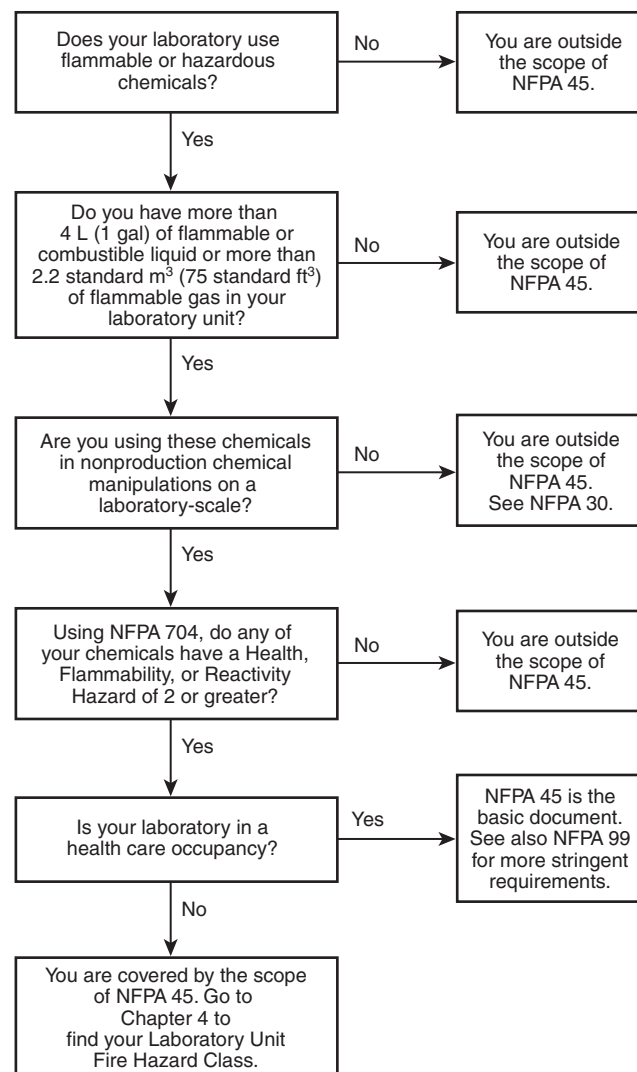 Does your laboratory use
flammable or hazardous
chemicals?
No
You are outside
the scope of
NFPA 45.
Yes
Do you have more than
4 L (1 gal) of flammable or
combustible liquid or more than
2.2 standard m³ (75 standard ft³)
of flammable gas in your
laboratory unit?
No
You are outside
the scope of
NFPA 45.
Yes
Are you using these chemicals
in nonproduction chemical
manipulations on a
laboratory-scale?
No
You are outside
the scope of
NFPA 45.
See NFPA 30.
Yes
Using NFPA 704, do any of
your chemicals have a Health,
Flammability, or Reactivity
Hazard of 2 or greater?
No
You are outside
the scope of
NFPA 45.
Yes
Is your laboratory in a
health care occupancy?
Yes
NFPA 45 is the
basic document.
See also NFPA 99
for more stringent
requirements.
No
You are covered by the scope
of NFPA 45. Go to
Chapter 4 to
find your Laboratory Unit
Fire Hazard Class.